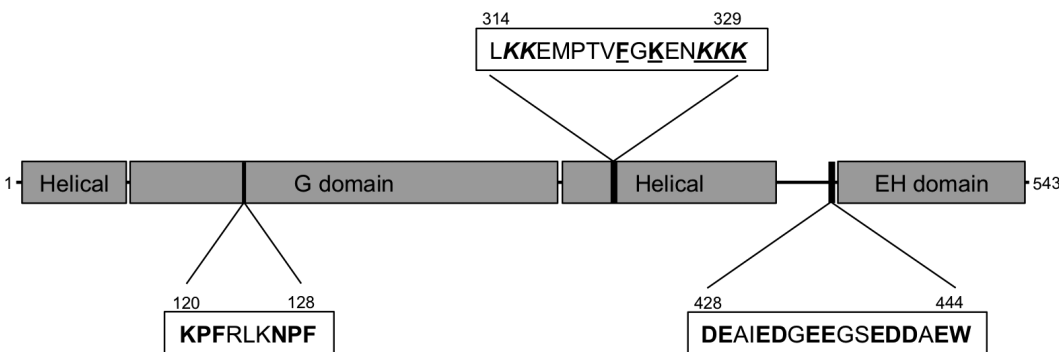 314 329
LKKEMPTVFGKENKKK
1 Helical G domain Helical EH domain 543
120 128 428 444
KPFRLKNPF DEAIEDGEEGSEDDAEW